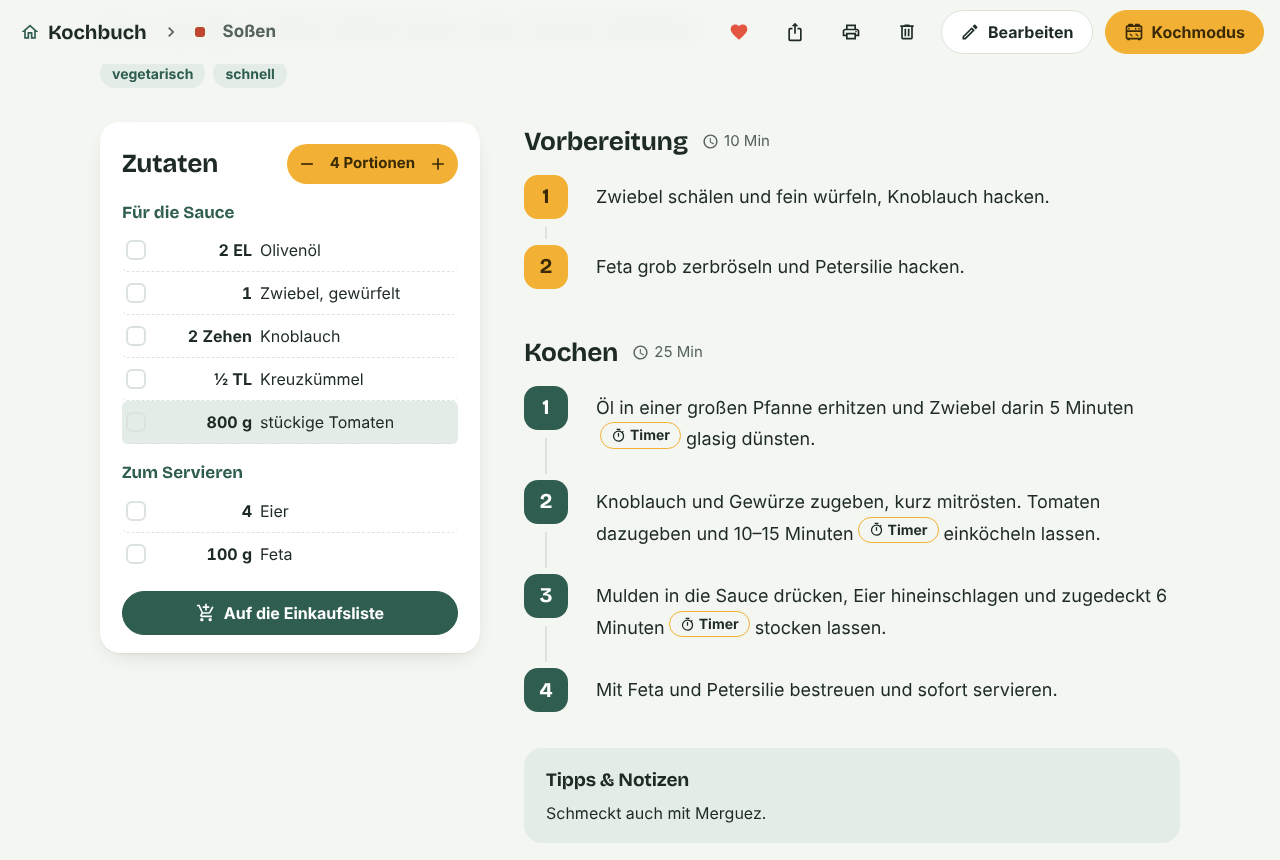 Kochbuch
Soßen
Bearbeiten
Kochmodus
vegetarisch
schnell
Zutaten
4 Portionen
Für die Sauce
2 EL Olivenöl
1 Zwiebel, gewürfelt
2 Zehen Knoblauch
½ TL Kreuzkümmel
800 g stückige Tomaten
Zum Servieren
4 Eier
100 g Feta
Auf die Einkaufsliste
Vorbereitung 10 Min
1 Zwiebel schälen und fein würfeln, Knoblauch hacken.
2 Feta grob zerbröseln und Petersilie hacken.
Kochen 25 Min
1 Öl in einer großen Pfanne erhitzen und Zwiebel darin 5 Minuten
Timer glasig dünsten.
2 Knoblauch und Gewürze zugeben, kurz mitrösten. Tomaten
dazugeben und 10–15 Minuten Timer einköcheln lassen.
3 Mulden in die Sauce drücken, Eier hineinschlagen und zugedeckt 6
Minuten Timer stocken lassen.
4 Mit Feta und Petersilie bestreuen und sofort servieren.
Tipps & Notizen
Schmeckt auch mit Merguez.